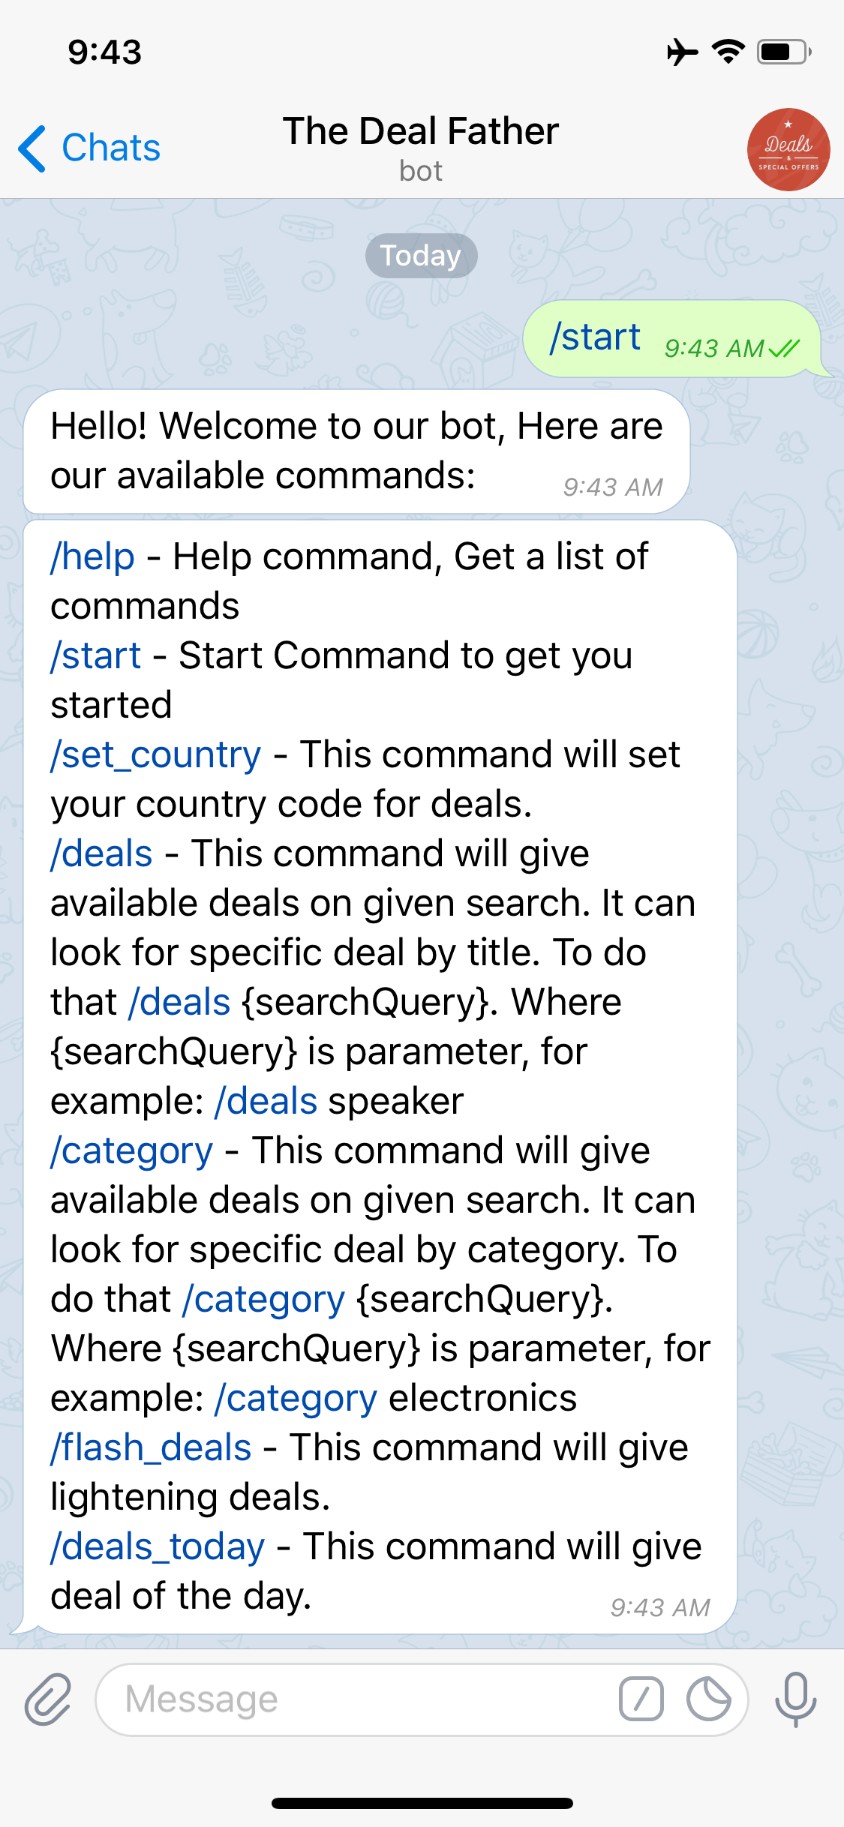 9:43
Chats
The Deal Father
bot
Deals
&
SPECIAL OFFERS
Today
/start 9:43 AM
Hello! Welcome to our bot, Here are
our available commands: 9:43 AM
/help - Help command, Get a list of
commands
/start - Start Command to get you
started
/set_country - This command will set
your country code for deals.
/deals - This command will give
available deals on given search. It can
look for specific deal by title. To do
that /deals {searchQuery}. Where
{searchQuery} is parameter, for
example: /deals speaker
/category - This command will give
available deals on given search. It can
look for specific deal by category. To
do that /category {searchQuery}.
Where {searchQuery} is parameter, for
example: /category electronics
/flash_deals - This command will give
lightening deals.
/deals_today - This command will give
deal of the day. 9:43 AM
Message